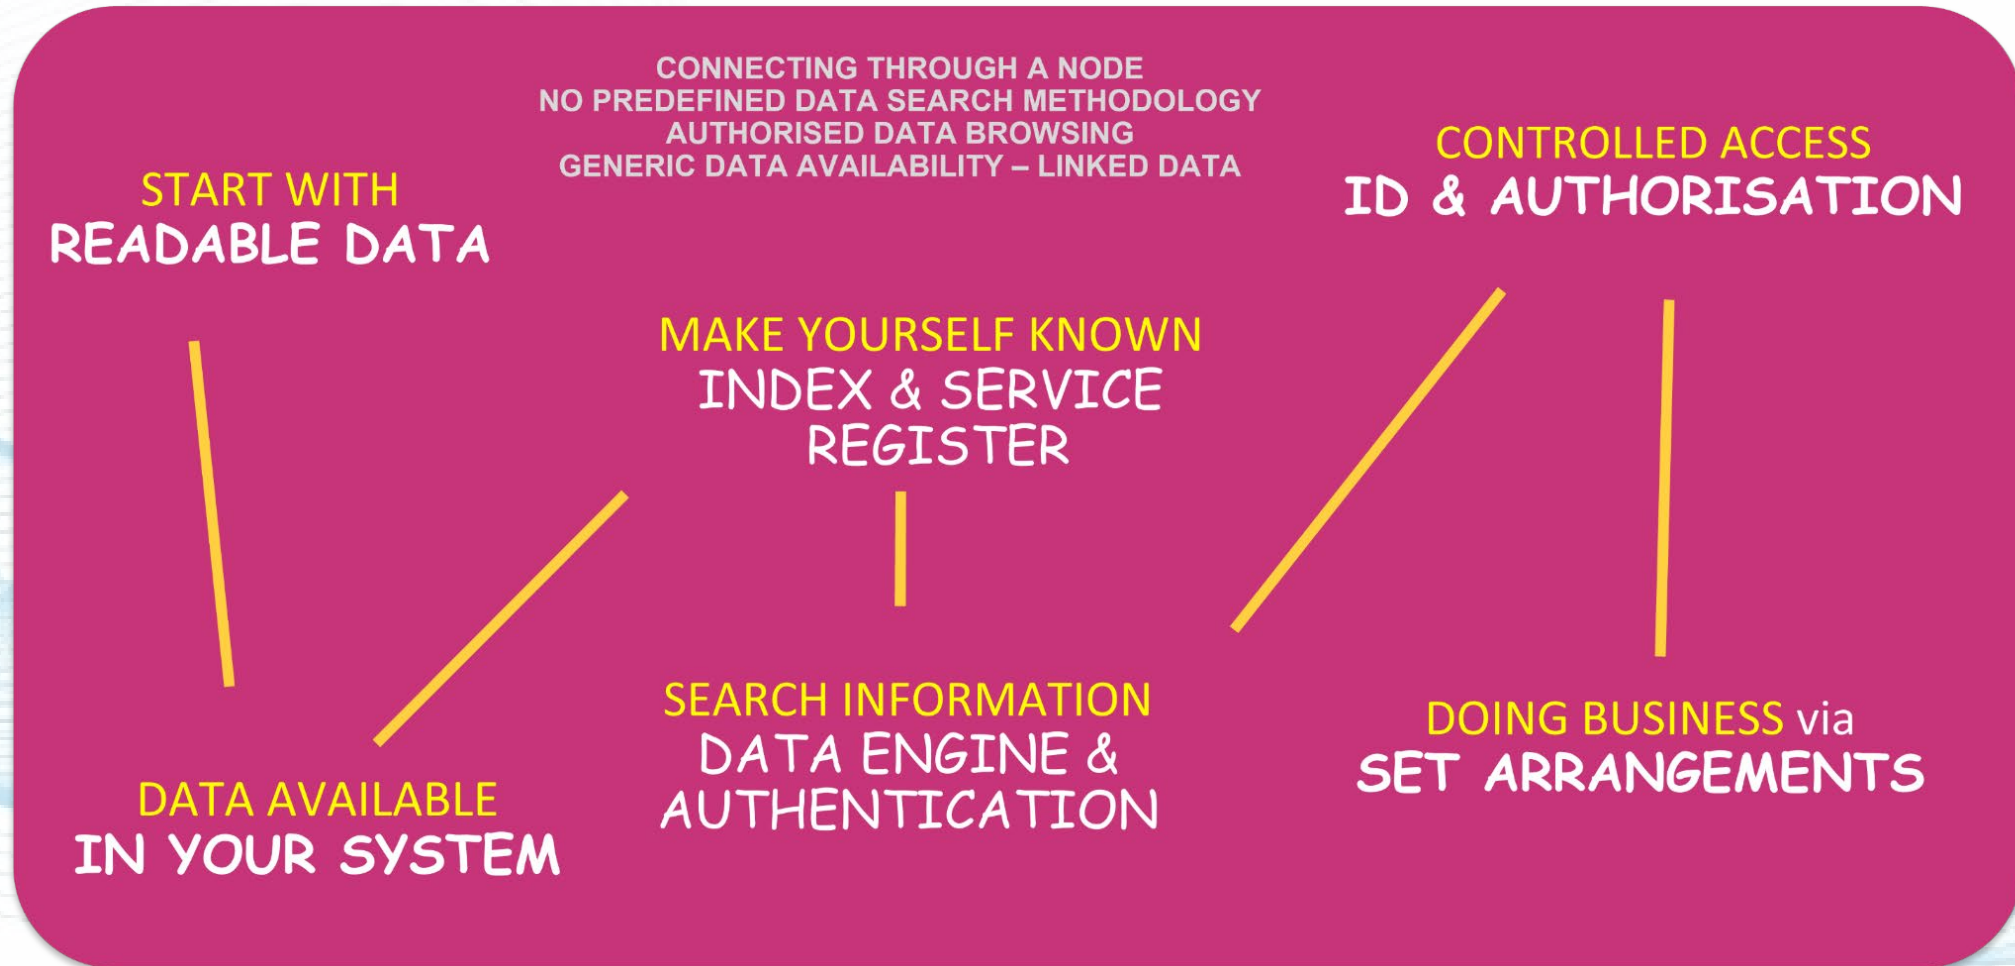 CONNECTING THROUGH A NODE
NO PREDEFINED DATA SEARCH METHODOLOGY
AUTHORISED DATA BROWSING
GENERIC DATA AVAILABILITY – LINKED DATA
START WITH
READABLE DATA
DATA AVAILABLE
IN YOUR SYSTEM
MAKE YOURSELF KNOWN
INDEX & SERVICE
REGISTER
SEARCH INFORMATION
DATA ENGINE &
AUTHENTICATION
CONTROLLED ACCESS
ID & AUTHORISATION
DOING BUSINESS via
SET ARRANGEMENTS